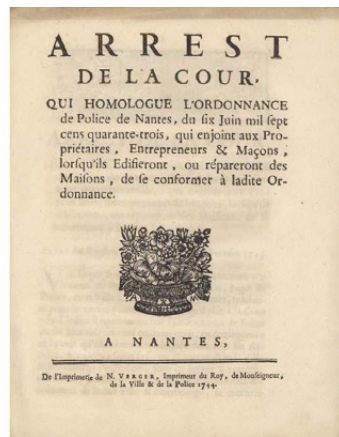 ARREST
DE LA COUR,
QUI HOMOLOGUE L'ORDONNANCE
de Police de Nantes, du six Juin mil ſept
cens quarante-trois, qui enjoint aux Pro-
priétaires, Entrepreneurs & Maçons,
lorſqu'ils Edifieront, ou répareront des
Maiſons, de ſe conformer à ladite Or-
donnance.
A NANTES,
De l'Imprimerie de N. VERGER, Imprimeur du Roy, de Monſeigneur,
de la Ville & de la Police 1744.